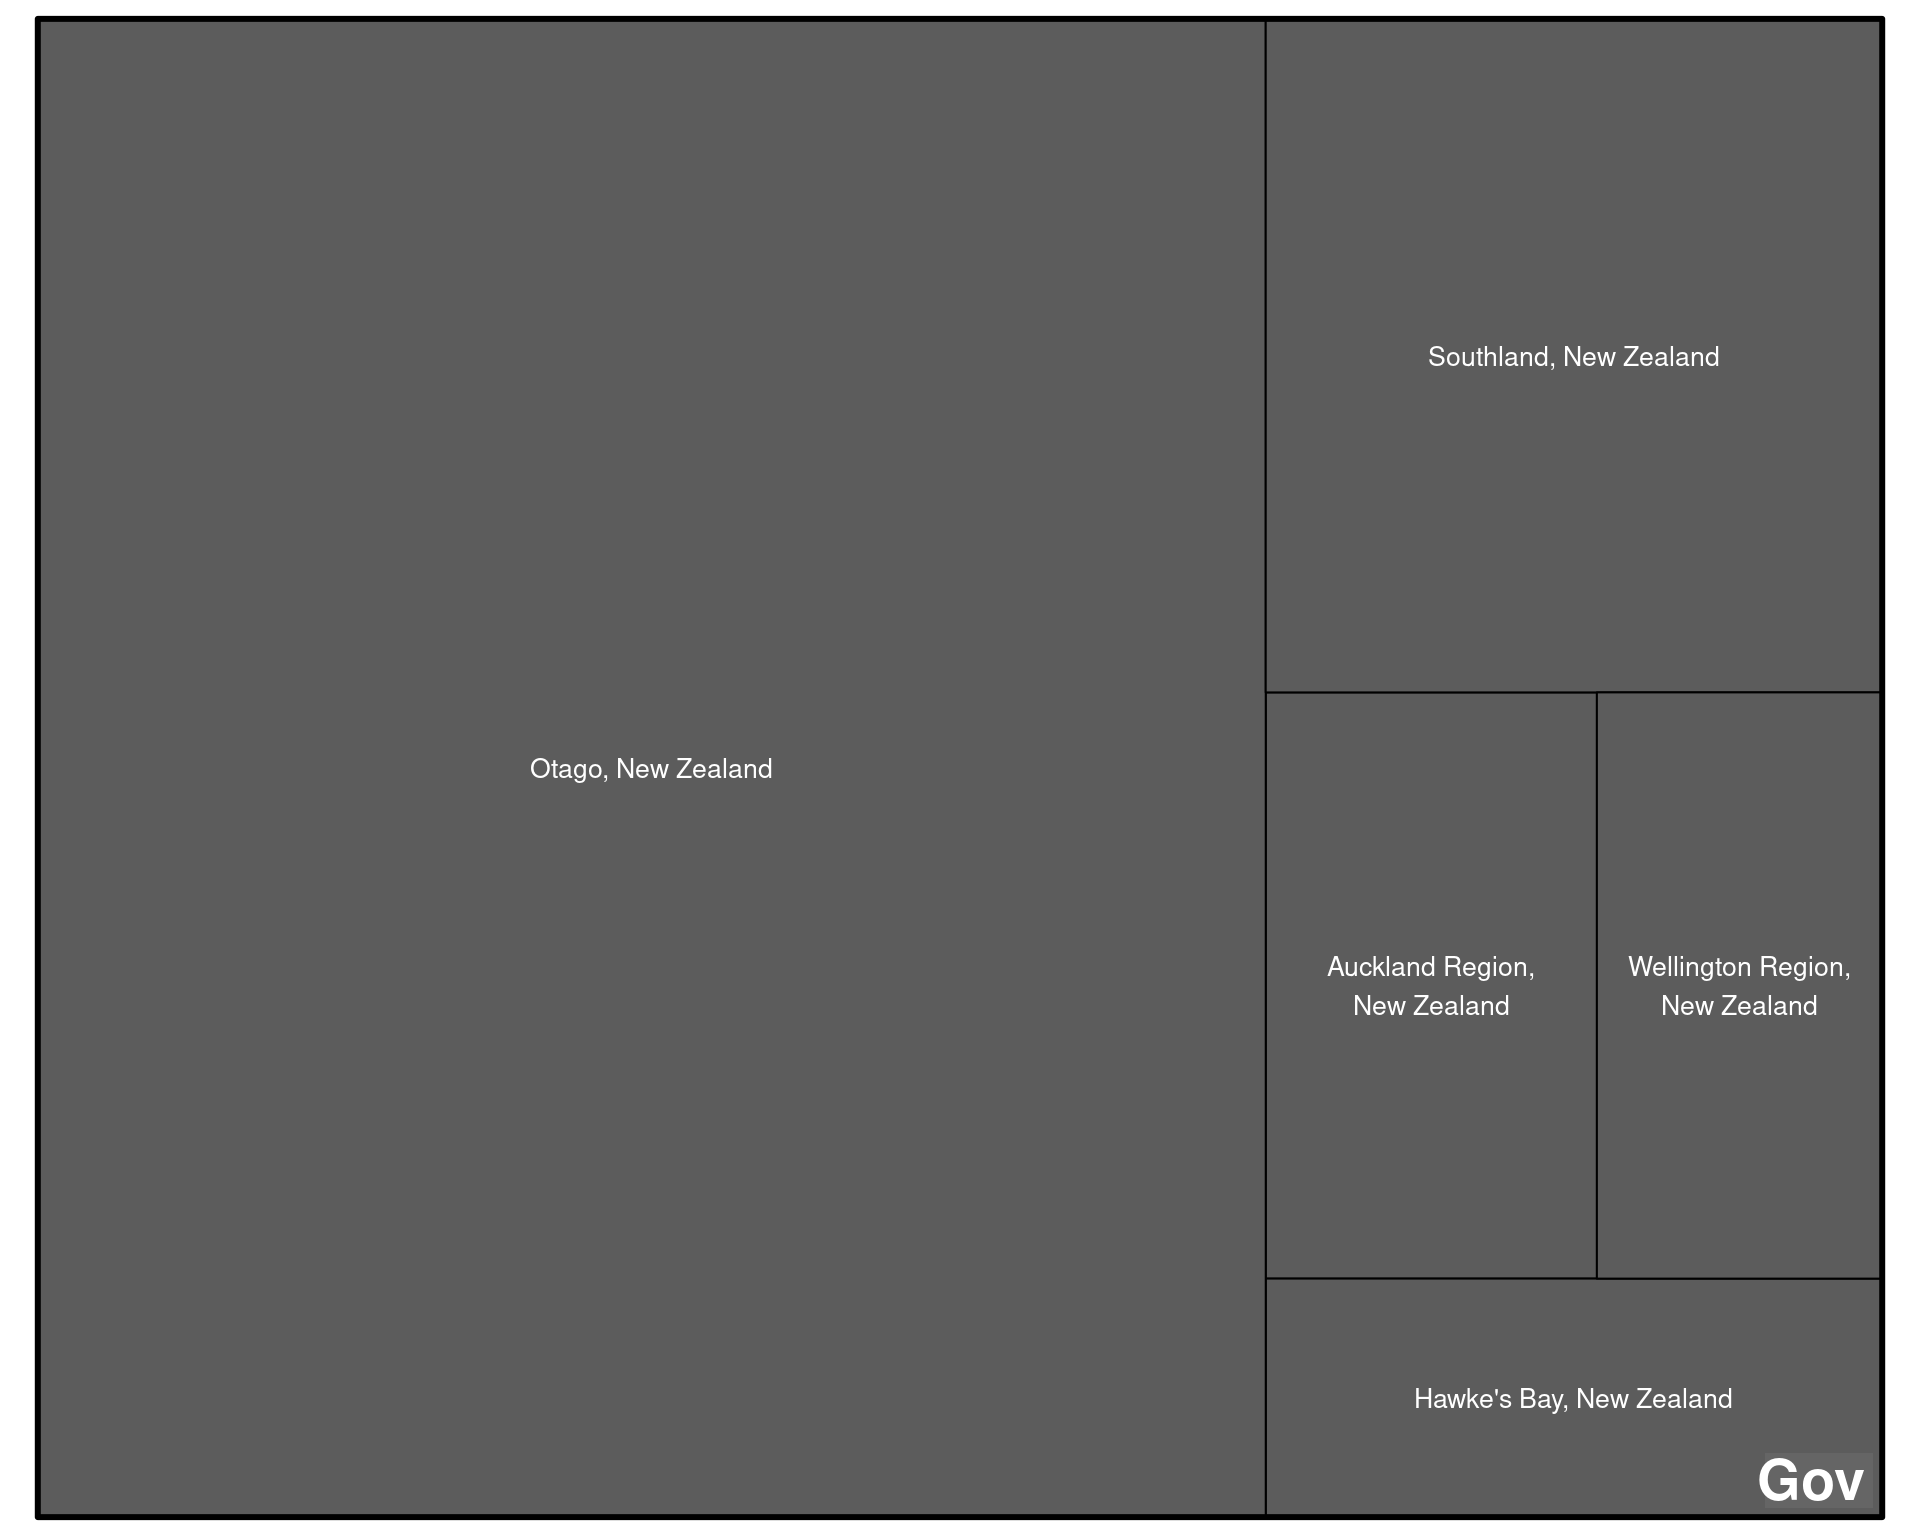 Southland, New Zealand
Otago, New Zealand
Auckland Region,
New Zealand
Wellington Region,
New Zealand
Hawke's Bay, New Zealand
Gov